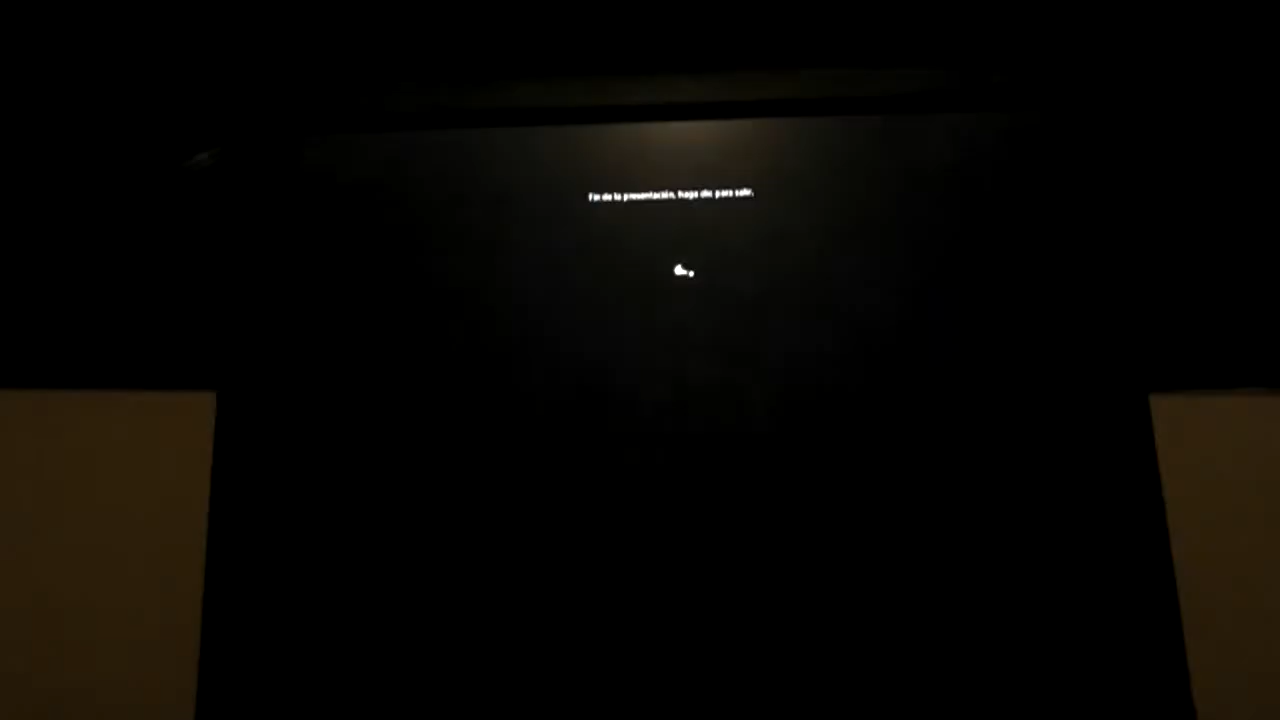 Fin de la presentación, haga clic para salir.